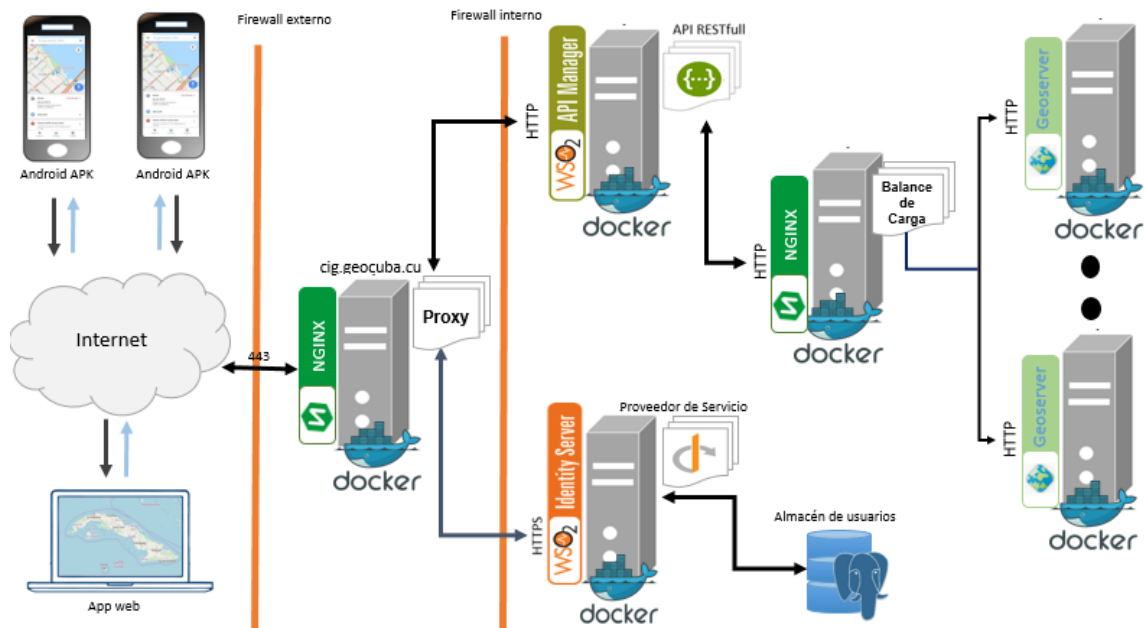 Firewall externo
Firewall interno
API RESTfull
Android APK
Android APK
HTTP
API Manager
WSO2
docker
HTTP
Geoserver
docker
Internet
443
cig.geocuba.cu
NGINX
Proxy
docker
HTTP
NGINX
Balance
de
Carga
docker
HTTP
Geoserver
docker
App web
HTTPS
Identity Server
WSO2
Proveedor de Servicio
docker
Almacén de usuarios